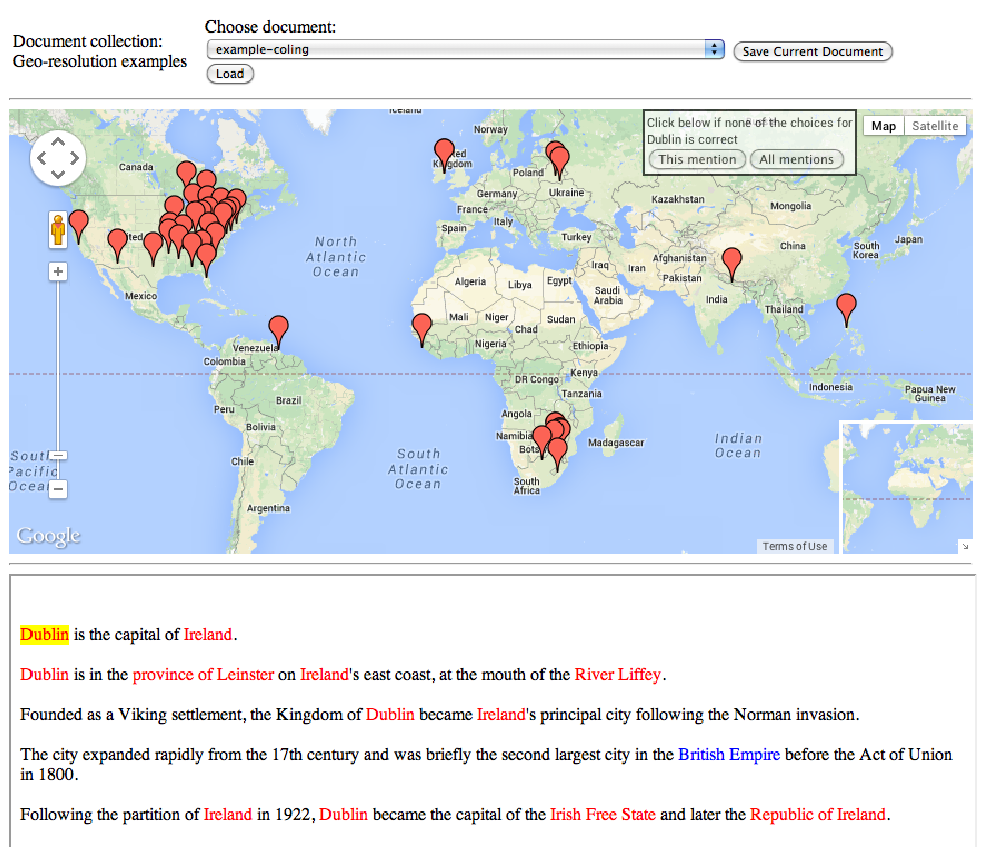 Document collection:
Geo-resolution examples
Choose document:
example-coling
Save Current Document
Load
Click below if none of the choices for
Dublin is correct
This mention
All mentions
Map
Satellite
Iceland
Norway
Canada
Kingdom
Poland
Germany
Ukraine
France
Kazakhstan
Mongolia
Italy
Spain
Turkey
North
Atlantic
Ocean
China
Japan
South
Korea
Afghanistan
Iraq
Iran
Pakistan
Algeria
Libya
Egypt
Saudi
Arabia
Mexico
India
Thailand
Mali
Niger
Chad
Sudan
Nigeria
Ethiopia
Venezuela
Colombia
Kenya
DR Congo
Tanzania
Indonesia
Papua New
Guinea
Brazil
Peru
Angola
Bolivia
Namibia
Madagascar
Chile
South
Atlantic
Ocean
Indian
Ocean
South
Africa
Argentina
Google
Terms of Use
Dublin is the capital of Ireland.
Dublin is in the province of Leinster on Ireland's east coast, at the mouth of the River Liffey.
Founded as a Viking settlement, the Kingdom of Dublin became Ireland's principal city following the Norman invasion.
The city expanded rapidly from the 17th century and was briefly the second largest city in the British Empire before the Act of Union
in 1800.
Following the partition of Ireland in 1922, Dublin became the capital of the Irish Free State and later the Republic of Ireland.